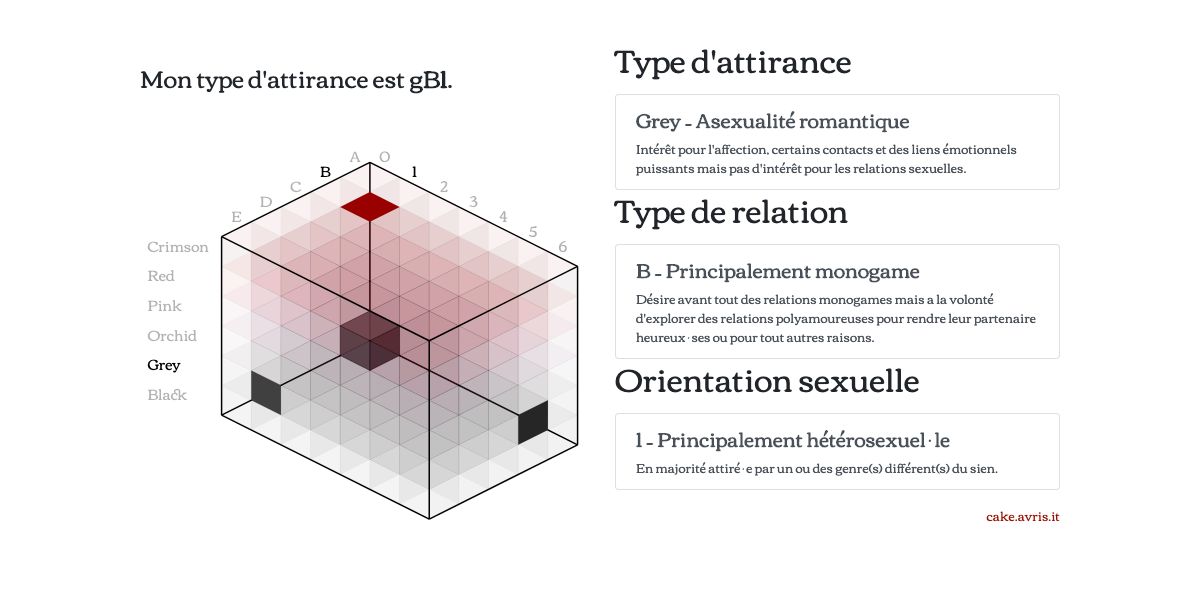 Mon type d'attirance est gB1.
A O
B 1
C 2
D 3
E 4
5
6
Crimson
Red
Pink
Orchid
Grey
Black
Type d'attirance
Grey - Asexualité romantique
Intérêt pour l'affection, certains contacts et des liens émotionnels
puissants mais pas d'intérêt pour les relations sexuelles.
Type de relation
B - Principalement monogame
Désire avant tout des relations monogames mais a la volonté
d'explorer des relations polyamoureuses pour rendre leur partenaire
heureux·ses ou pour tout autres raisons.
Orientation sexuelle
1 - Principalement hétérosexuel·le
En majorité attiré·e par un ou des genre(s) différent(s) du sien.
cake.avris.it